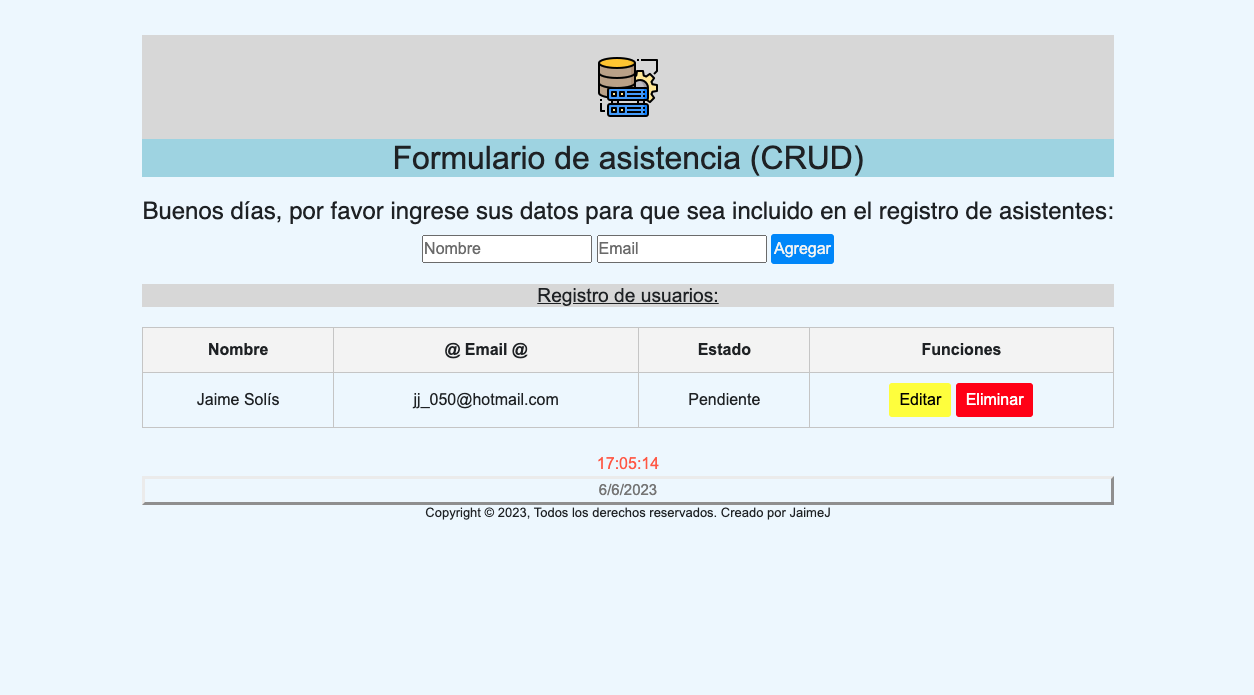 Formulario de asistencia (CRUD)
Buenos días, por favor ingrese sus datos para que sea incluido en el registro de asistentes:
Nombre Email Agregar
Registro de usuarios:
Nombre @ Email @ Estado Funciones
Jaime Solís jj_050@hotmail.com Pendiente Editar Eliminar
17:05:14
6/6/2023
Copyright © 2023, Todos los derechos reservados. Creado por JaimeJ